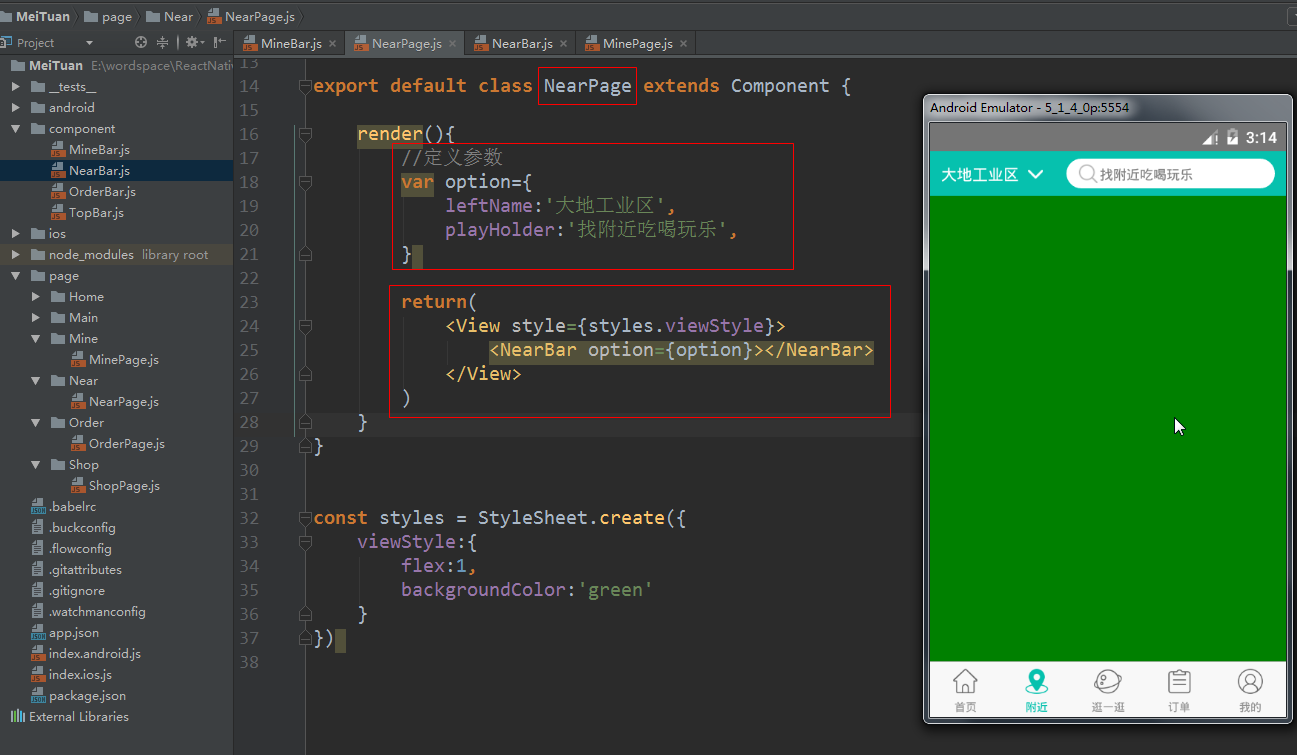 MeiTuan page Near NearPage.js
Project
MineBar.js × NearPage.js × NearBar.js × MinePage.js ×
MeiTuan E:\wordspace\ReactNativ
__tests__
android
component
MineBar.js
NearBar.js
OrderBar.js
TopBar.js
ios
node_modules library root
page
Home
Main
Mine
MinePage.js
Near
NearPage.js
Order
OrderPage.js
Shop
ShopPage.js
.babelrc
.buckconfig
.flowconfig
.gitattributes
.gitignore
.watchmanconfig
app.json
index.android.js
index.ios.js
package.json
External Libraries
13
14 export default class NearPage extends Component {
15
16 render(){
17 //定义参数
18 var option={
19 leftName:'大地工业区',
20 playHolder:'找附近吃喝玩乐',
21 }
22
23 return(
24 <View style={styles.viewStyle}>
25 <NearBar option={option}></NearBar>
26 </View>
27 )
28 }
29 }
30
31
32 const styles = StyleSheet.create({
33 viewStyle:{
34 flex:1,
35 backgroundColor:'green'
36 }
37 })
38
Android Emulator - 5_1_4_0p:5554
3:14
大地工业区 找附近吃喝玩乐
首页 附近 逛一逛 订单 我的